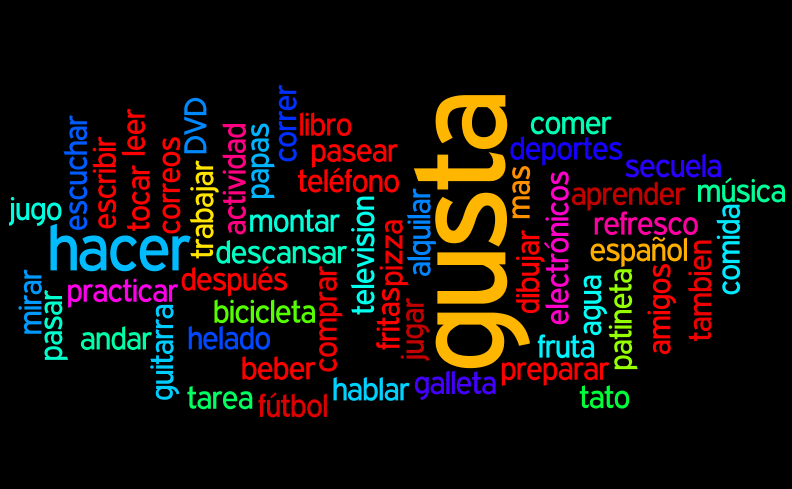 gusta
hacer
jugo
escuchar
escribir
tocar
leer
correos
DVD
trabajar
actividad
papas
correr
libro
pasear
teléfono
montar
descansar
television
pizza
alquilar
mirar
pasar
practicar
después
andar
guitarra
helado
bicicleta
comprar
fritas
jugar
beber
tarea
fútbol
hablar
galleta
comer
deportes
secuela
mas
electrónicos
aprender
música
refresco
español
dibujar
agua
patineta
amigos
tambien
comida
fruta
preparar
tato